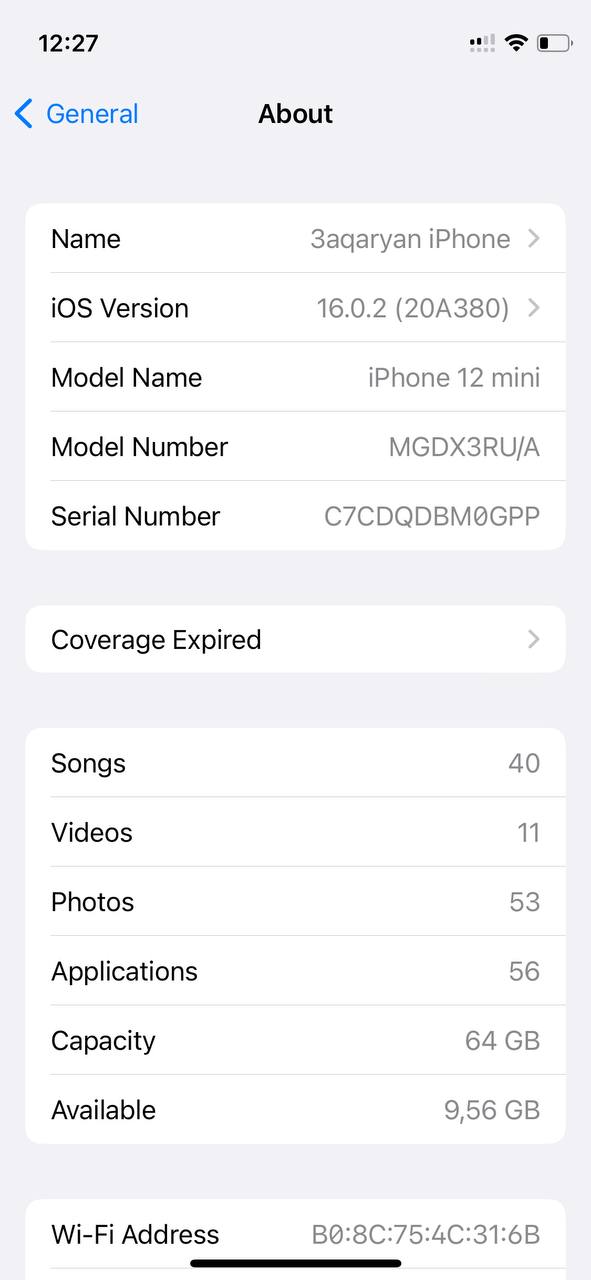 12:27
General
About
Name 3aqaryan iPhone
iOS Version 16.0.2 (20A380)
Model Name iPhone 12 mini
Model Number MGDX3RU/A
Serial Number C7CDQDBM0GPP
Coverage Expired
Songs 40
Videos 11
Photos 53
Applications 56
Capacity 64 GB
Available 9,56 GB
Wi-Fi Address B0:8C:75:4C:31:6B